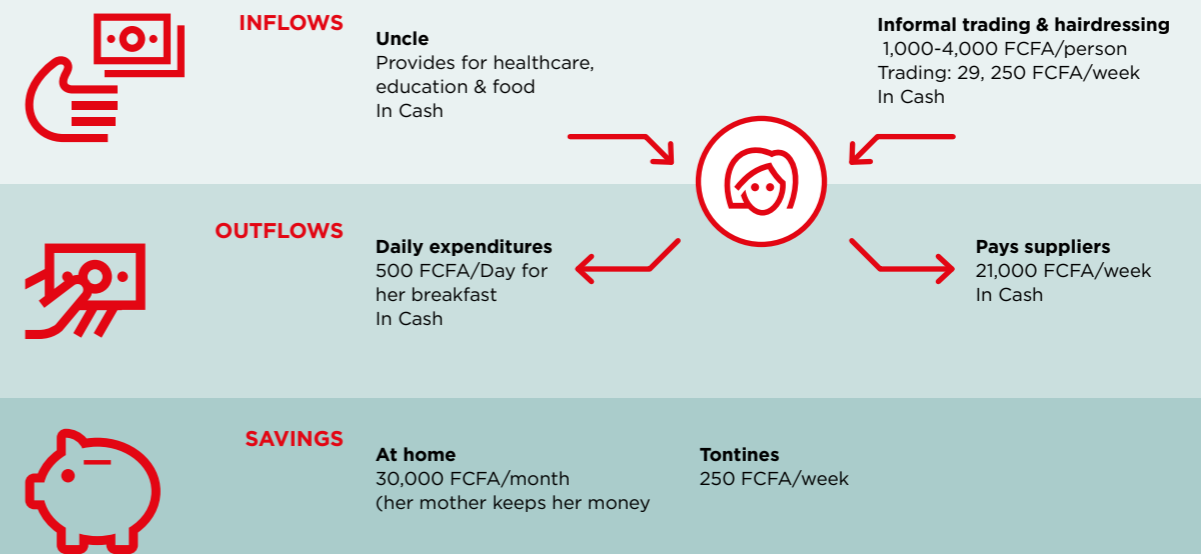 INFLOWS
Uncle
Provides for healthcare,
education & food
In Cash
Informal trading & hairdressing
1,000-4,000 FCFA/person
Trading: 29, 250 FCFA/week
In Cash
OUTFLOWS
Daily expenditures
500 FCFA/Day for
her breakfast
In Cash
Pays suppliers
21,000 FCFA/week
In Cash
SAVINGS
At home
30,000 FCFA/month
(her mother keeps her money
Tontines
250 FCFA/week